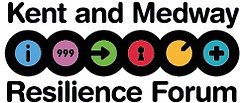 Kent and Medway
i 999
Resilience Forum